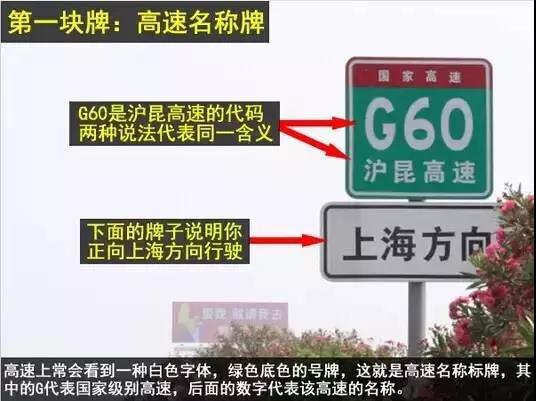 第一块牌：高速名称牌
国家高速
G60
沪昆高速
G60是沪昆高速的代码
两种说法代表同一含义
上海方向
下面的牌子说明你
正向上海方向行驶
高速上常会看到一种白色字体，绿色底色的号牌，这就是高速名称标牌，其
中的G代表国家级别高速，后面的数字代表该高速的名称。